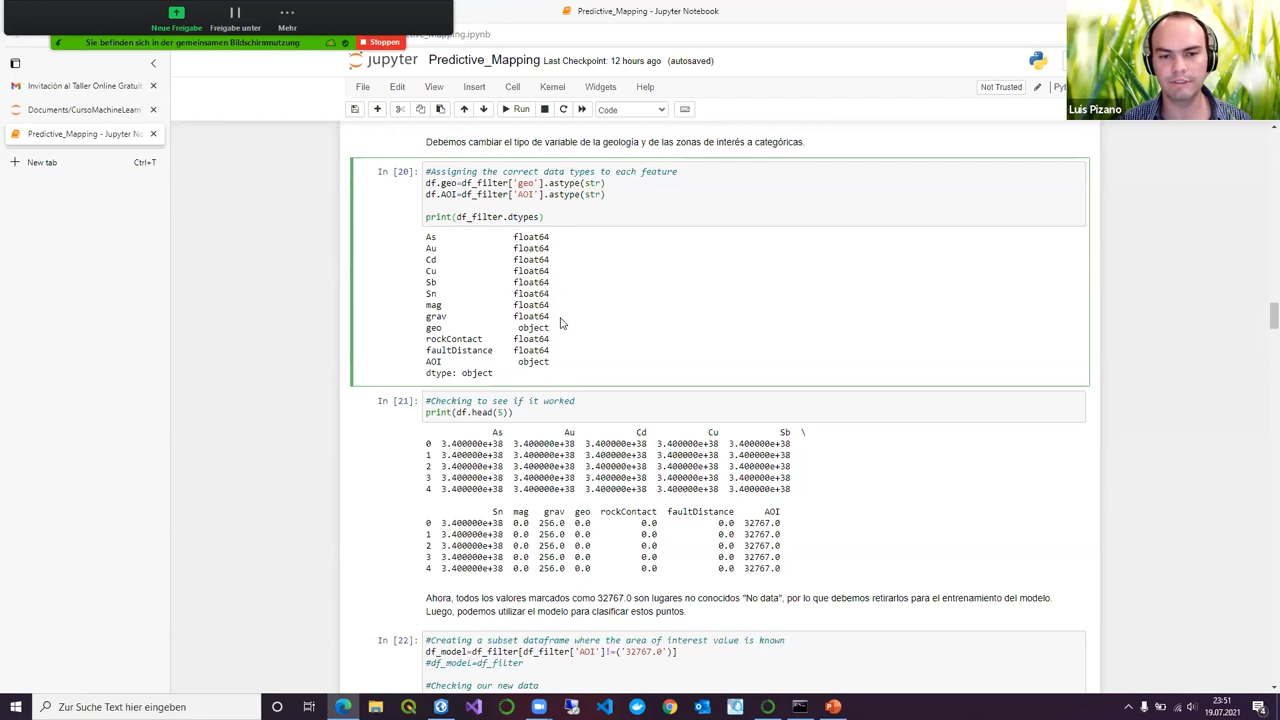 Neue Freigabe
Freigabe unter
Mehr
Sie befinden sich in der gemeinsamen Bildschirmnutzung
Stoppen
Predictive_Mapping - Jupyter Notebook
Invitación al Taller Online Gratuit
Documents/CursoMachineLearn
Predictive_Mapping - Jupyter No
New tab Ctrl+T
Luis Pizano
jupyter Predictive_Mapping Last Checkpoint: 12 hours ago (autosaved)
File Edit View Insert Cell Kernel Widgets Help
Not Trusted
Run
Code
Debemos cambiar el tipo de variable de la geología y de las zonas de interés a categóricas.
In [20]: #Assigning the correct data types to each feature
df.geo=df_filter['geo'].astype(str)
df.AOI=df_filter['AOI'].astype(str)
print(df_filter.dtypes)
As float64
Au float64
Cd float64
Cu float64
Sb float64
Sn float64
mag float64
grav float64
geo object
rockContact float64
faultDistance float64
AOI object
dtype: object
In [21]: #Checking to see if it worked
print(df.head(5))
As Au Cd Cu Sb \
0 3.400000e+38 3.400000e+38 3.400000e+38 3.400000e+38 3.400000e+38
1 3.400000e+38 3.400000e+38 3.400000e+38 3.400000e+38 3.400000e+38
2 3.400000e+38 3.400000e+38 3.400000e+38 3.400000e+38 3.400000e+38
3 3.400000e+38 3.400000e+38 3.400000e+38 3.400000e+38 3.400000e+38
4 3.400000e+38 3.400000e+38 3.400000e+38 3.400000e+38 3.400000e+38
Sn mag grav geo rockContact faultDistance AOI
0 3.400000e+38 0.0 256.0 0.0 0.0 0.0 32767.0
1 3.400000e+38 0.0 256.0 0.0 0.0 0.0 32767.0
2 3.400000e+38 0.0 256.0 0.0 0.0 0.0 32767.0
3 3.400000e+38 0.0 256.0 0.0 0.0 0.0 32767.0
4 3.400000e+38 0.0 256.0 0.0 0.0 0.0 32767.0
Ahora, todos los valores marcados como 32767.0 son lugares no conocidos "No data", por lo que debemos retirarlos para el entrenamiento del modelo.
Luego, podemos utilizar el modelo para clasificar estos puntos.
In [22]: #Creating a subset dataframe where the area of interest value is known
df_model=df_filter[df_filter['AOI']!=('32767.0')]
#df_model=df_filter
#Checking our new data
Zur Suche Text hier eingeben
23:51
19.07.2021